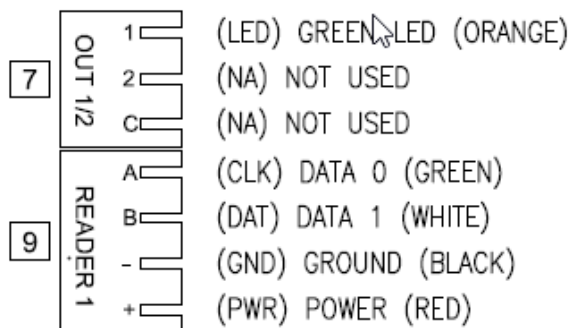 OUT 1/2
7
1 (LED) GREEN LED (ORANGE)
2 (NA) NOT USED
C (NA) NOT USED
READER 1
9
A (CLK) DATA 0 (GREEN)
B (DAT) DATA 1 (WHITE)
- (GND) GROUND (BLACK)
+ (PWR) POWER (RED)